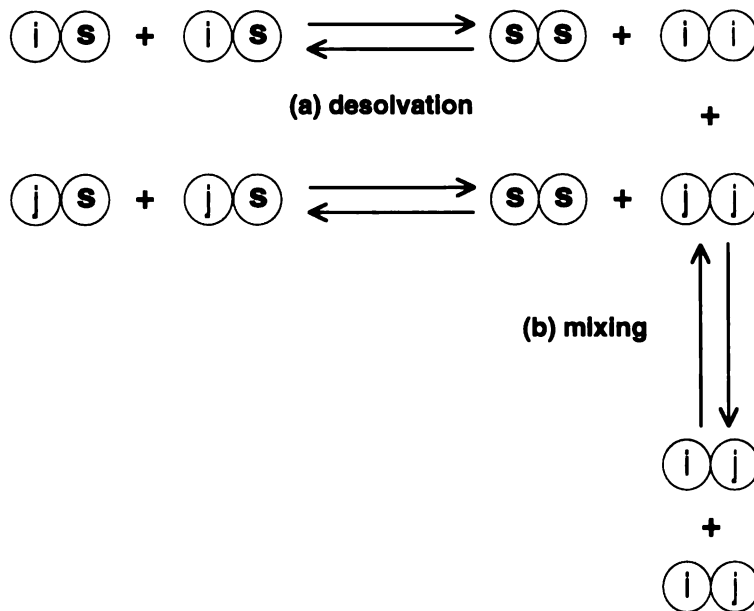 i s + i s s s + i i
(a) desolvation
+
j s + j s s s + j j
(b) mixing
i j
+
i j